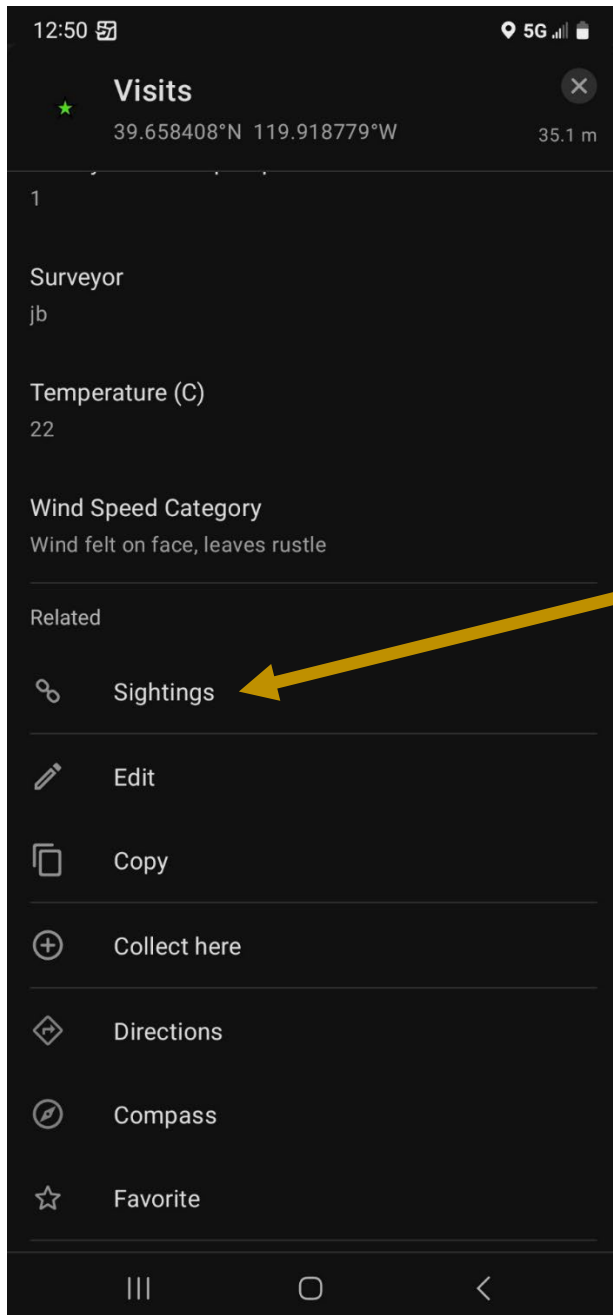 12:50
5G
Visits
39.658408°N 119.918779°W
35.1 m
1
Surveyor
jb
Temperature (C)
22
Wind Speed Category
Wind felt on face, leaves rustle
Related
Sightings
Edit
Copy
Collect here
Directions
Compass
Favorite